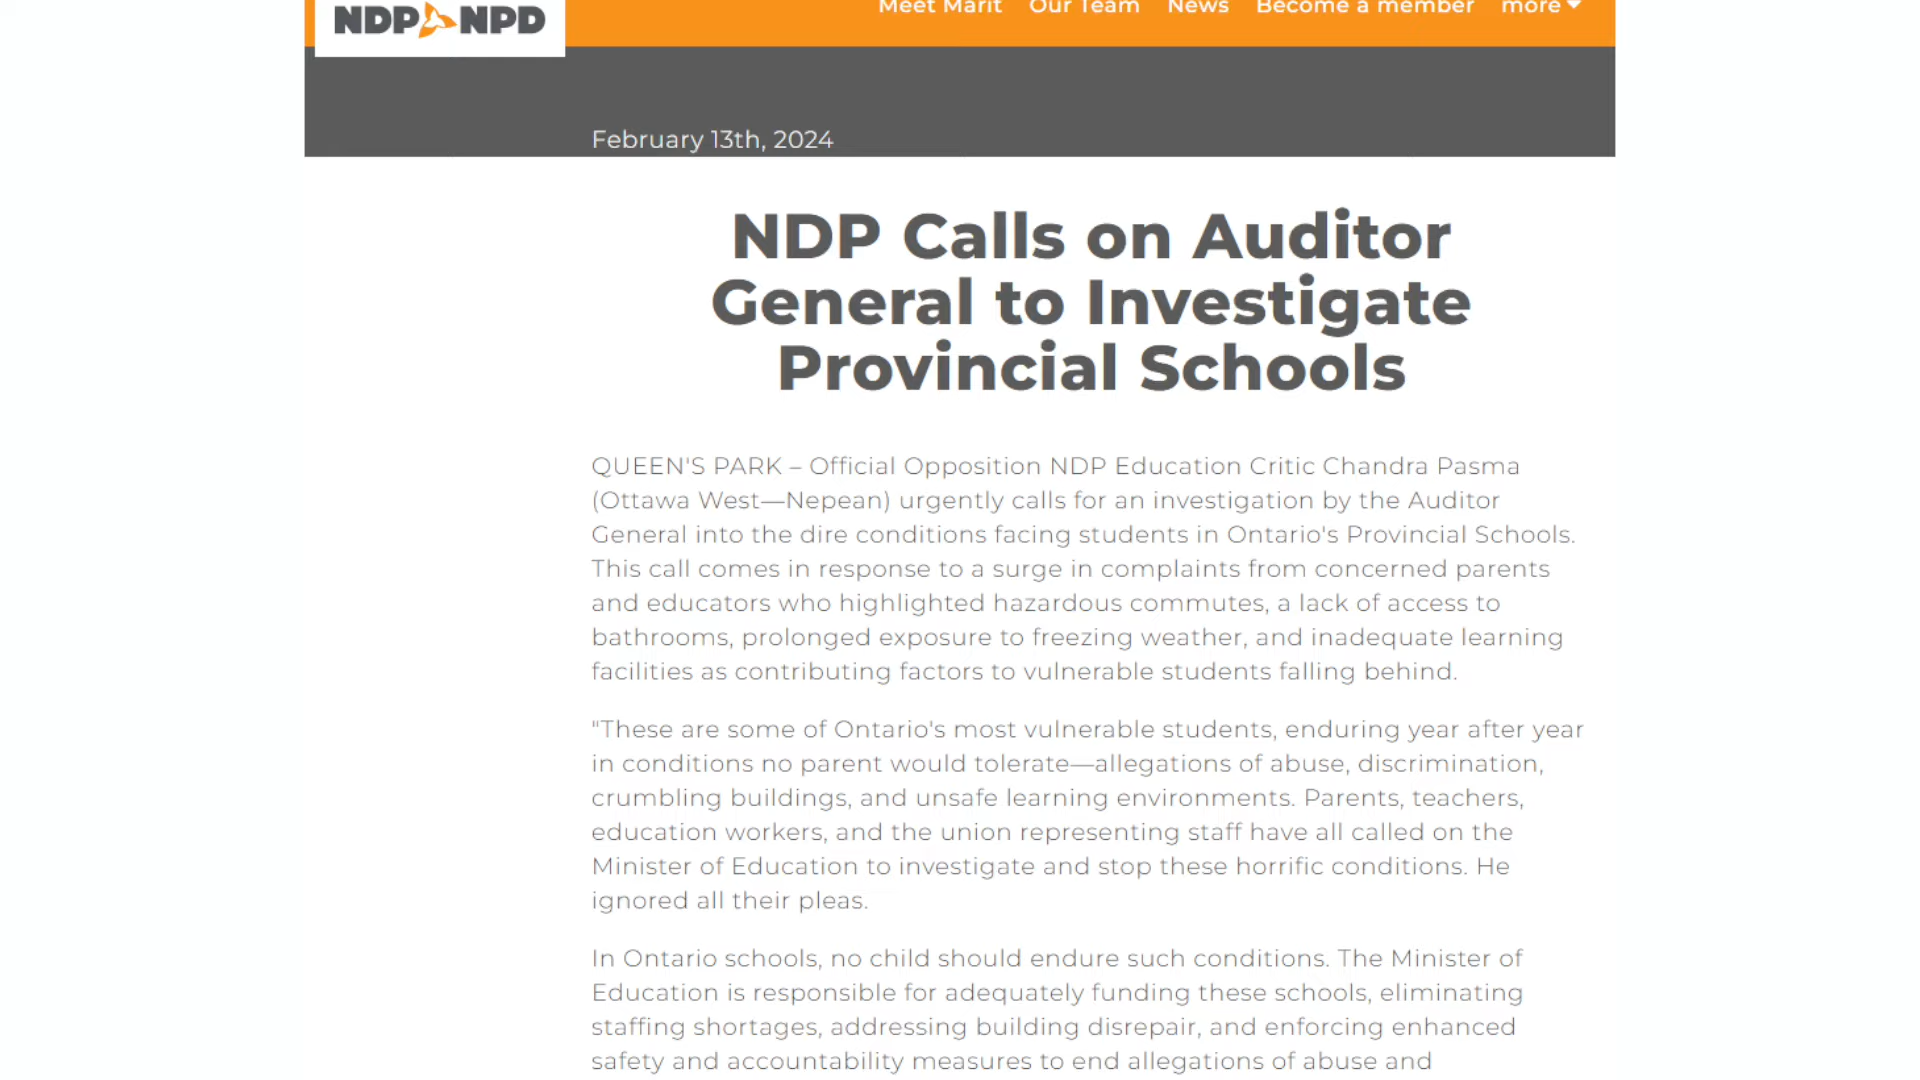 NDP NPD
Meet Marit Our Team News Become a member more
February 13th, 2024
NDP Calls on Auditor
General to Investigate
Provincial Schools
QUEEN'S PARK – Official Opposition NDP Education Critic Chandra Pasma
(Ottawa West—Nepean) urgently calls for an investigation by the Auditor
General into the dire conditions facing students in Ontario's Provincial Schools.
This call comes in response to a surge in complaints from concerned parents
and educators who highlighted hazardous commutes, a lack of access to
bathrooms, prolonged exposure to freezing weather, and inadequate learning
facilities as contributing factors to vulnerable students falling behind.
"These are some of Ontario's most vulnerable students, enduring year after year
in conditions no parent would tolerate—allegations of abuse, discrimination,
crumbling buildings, and unsafe learning environments. Parents, teachers,
education workers, and the union representing staff have all called on the
Minister of Education to investigate and stop these horrific conditions. He
ignored all their pleas.
In Ontario schools, no child should endure such conditions. The Minister of
Education is responsible for adequately funding these schools, eliminating
staffing shortages, addressing building disrepair, and enforcing enhanced
safety and accountability measures to end allegations of abuse and